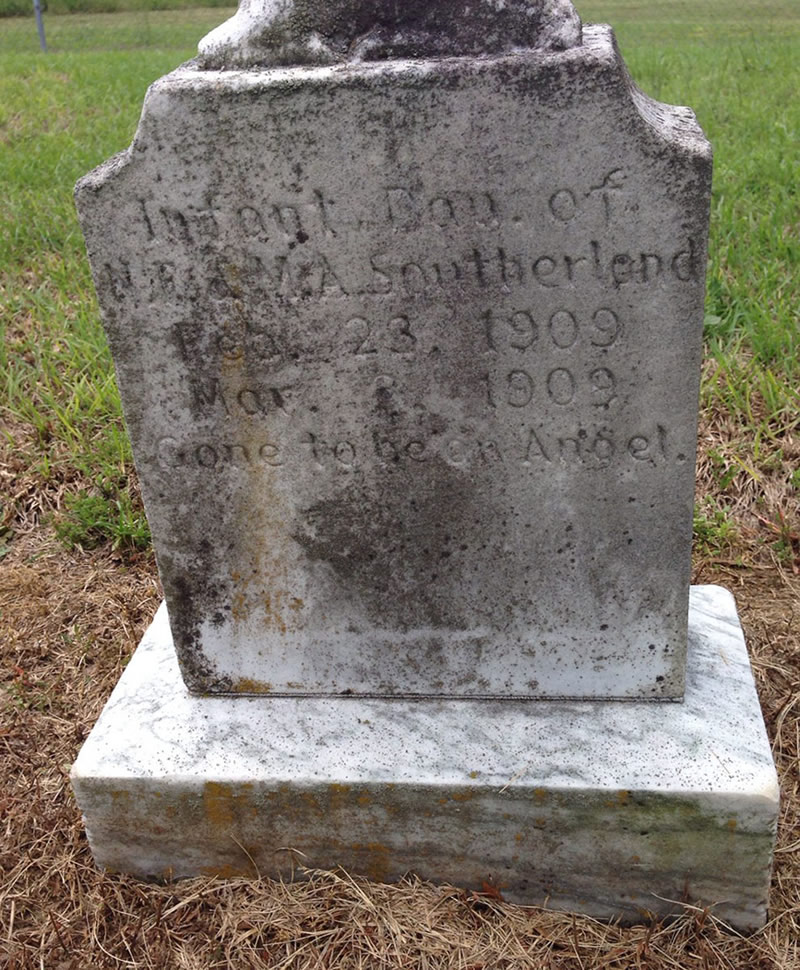 Infant Dau. of
& M.A. Southerland
Feb. 23. 1909
Mar. 1909
Gone to be an Angel.